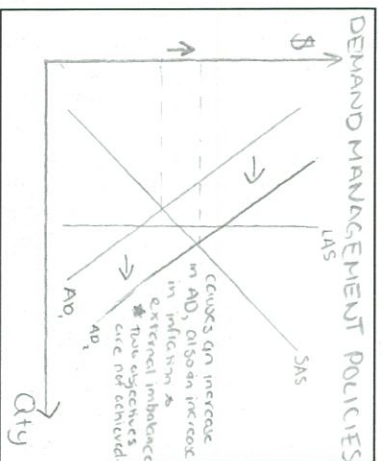 DEMAND MANAGEMENT POLICIES
$
LAS
SAS
causes an increase
in AD, also an increase
in inflation &
external imbalance
* two objectives
are not achieved.
AD₁
AD₂
Qty